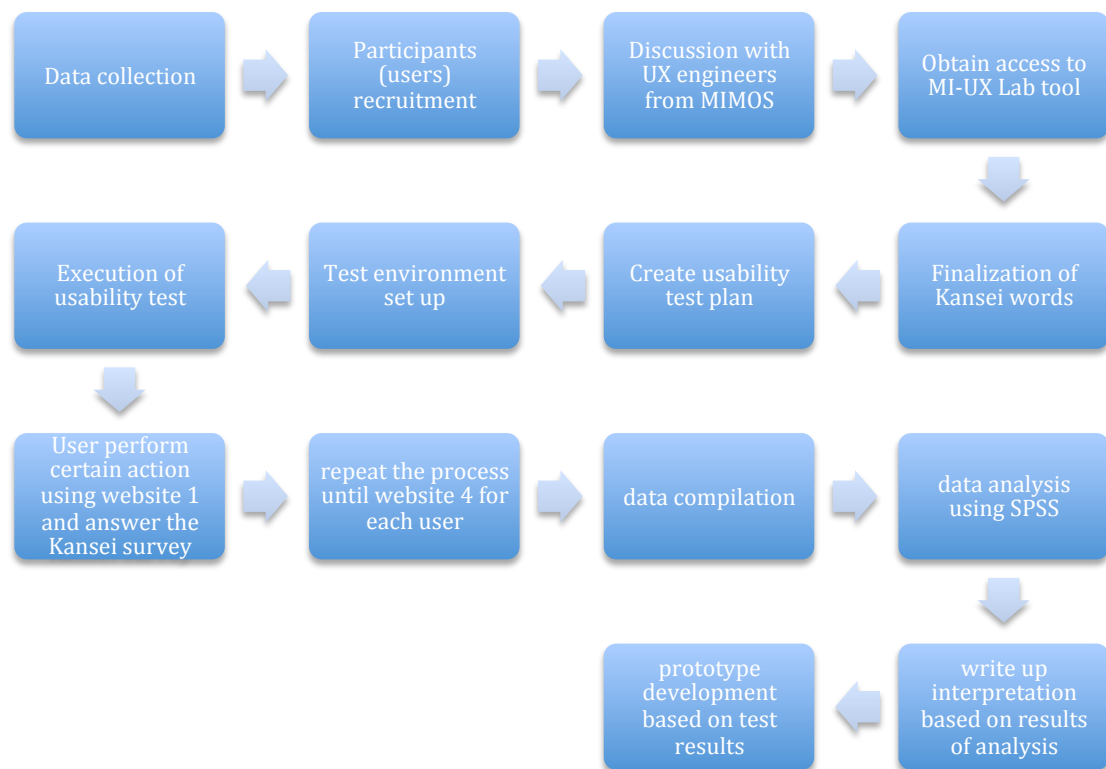 Data collection
Participants
(users)
recruitment
Discussion with
UX engineers
from MIMOS
Obtain access to
MI-UX Lab tool
Finalization of
Kansei words
Create usability
test plan
Test environment
set up
Execution of
usability test
User perform
certain action
using website 1
and answer the
Kansei survey
repeat the process
until website 4 for
each user
data compilation
data analysis
using SPSS
write up
interpretation
based on results
of analysis
prototype
development
based on test
results